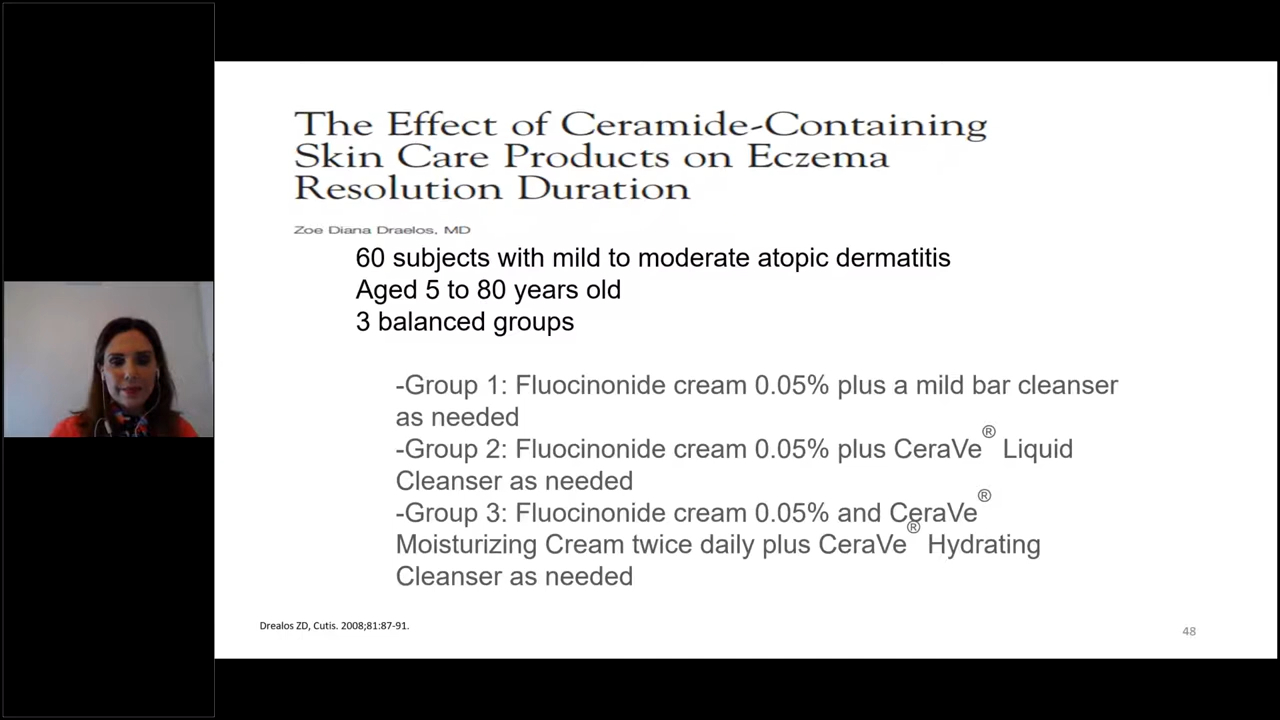 The Effect of Ceramide-Containing
Skin Care Products on Eczema
Resolution Duration
Zoe Diana Draelos, MD
60 subjects with mild to moderate atopic dermatitis
Aged 5 to 80 years old
3 balanced groups
-Group 1: Fluocinonide cream 0.05% plus a mild bar cleanser
as needed
-Group 2: Fluocinonide cream 0.05% plus CeraVe® Liquid
Cleanser as needed
-Group 3: Fluocinonide cream 0.05% and CeraVe®
Moisturizing Cream twice daily plus CeraVe® Hydrating
Cleanser as needed
Drealos ZD, Cutis. 2008;81:87-91.
48